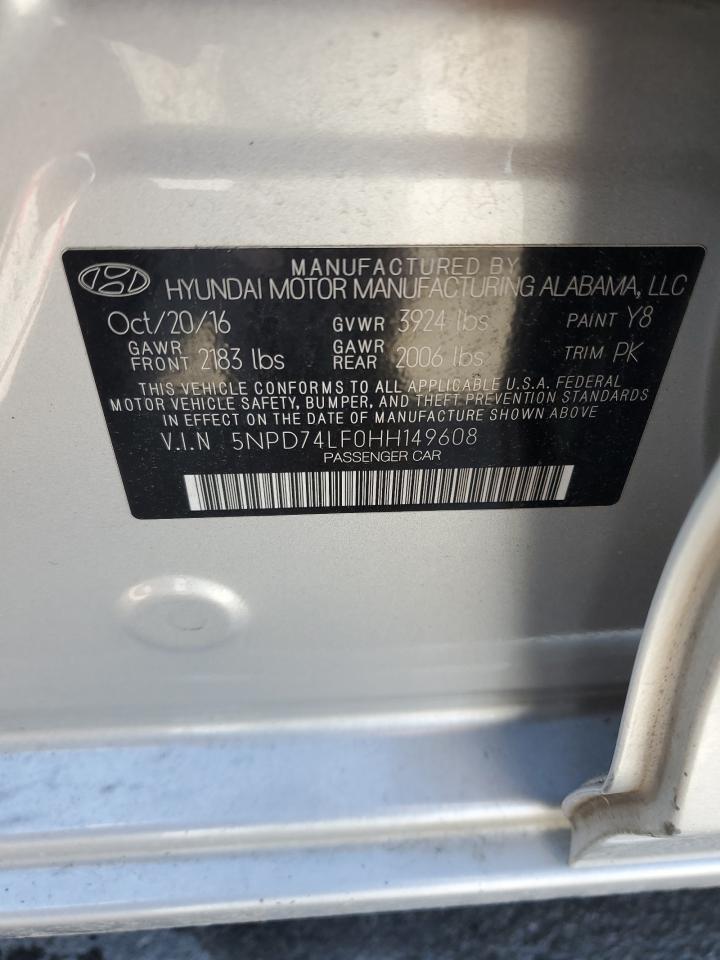 MANUFACTURED BY
HYUNDAI MOTOR MANUFACTURING ALABAMA, LLC
Oct/20/16 GVWR 3924 lbs PAINT Y8
GAWR FRONT 2183 lbs GAWR REAR 2006 lbs TRIM PK
THIS VEHICLE CONFORMS TO ALL APPLICABLE U.S.A. FEDERAL
MOTOR VEHICLE SAFETY, BUMPER, AND THEFT PREVENTION STANDARDS
IN EFFECT ON THE DATE OF MANUFACTURE SHOWN ABOVE
V.I.N 5NPD74LF0HH149608
PASSENGER CAR